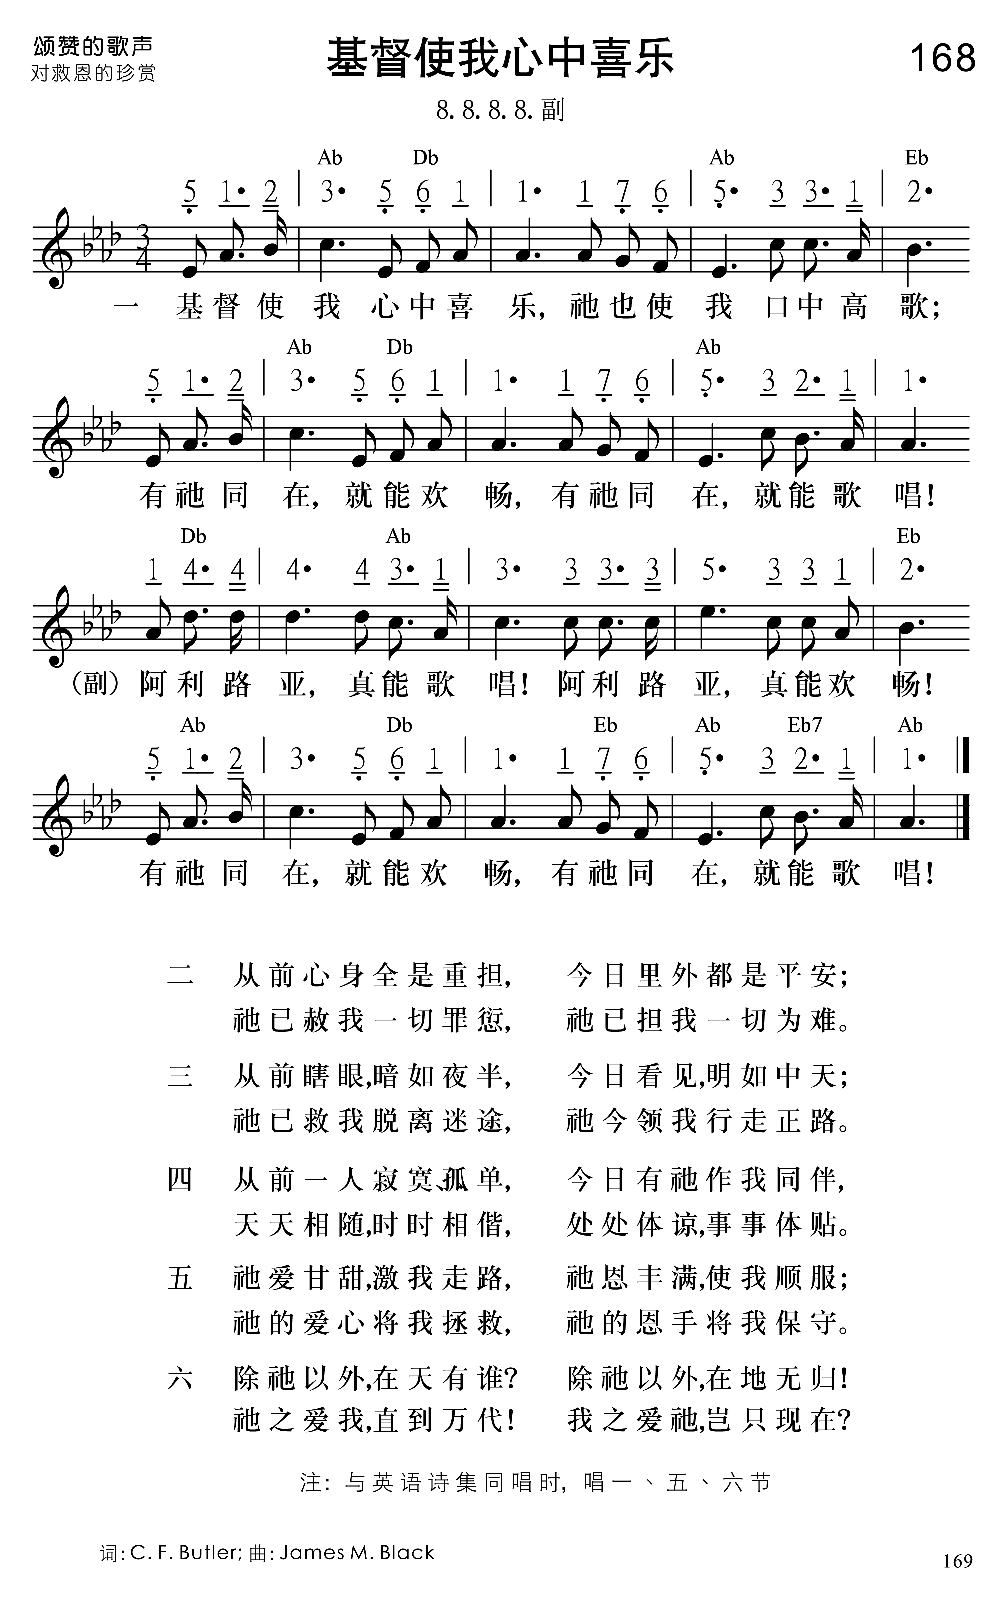 颂赞的歌声
对救恩的珍赏
基督使我心中喜乐
168
8. 8. 8. 8. 副
Ab Db Ab Eb
5 1• 2 | 3• 5 6 1 | 1• 1 7 6 | 5• 3 3• 1 | 2•
3 4
一 基督使 我 心中喜 乐, 祂也使 我 口中高 歌;
Ab Db Ab
5 1• 2 | 3• 5 6 1 | 1• 1 7 6 | 5• 3 2• 1 | 1•
有祂同 在, 就能欢 畅, 有祂同 在, 就能歌 唱!
Db Ab Eb
1 4• 4 | 4• 4 3• 1 | 3• 3 3• 3 | 5• 3 3 1 | 2•
(副) 阿利路 亚, 真能歌 唱! 阿利路 亚, 真能欢 畅!
Ab Db Eb Ab Eb7 Ab
5 1• 2 | 3• 5 6 1 | 1• 1 7 6 | 5• 3 2• 1 | 1•
有祂同 在, 就能欢 畅, 有祂同 在, 就能歌 唱!
二 从前心身全是重担, 今日里外都是平安;
祂已赦我一切罪愆, 祂已担我一切为难。
三 从前瞎眼,暗如夜半, 今日看见,明如中天;
祂已救我脱离迷途, 祂今领我行走正路。
四 从前一人寂寞、孤单, 今日有祂作我同伴,
天天相随,时时相偕, 处处体谅,事事体贴。
五 祂爱甘甜,激我走路, 祂恩丰满,使我顺服;
祂的爱心将我拯救, 祂的恩手将我保守。
六 除祂以外,在天有谁? 除祂以外,在地无归!
祂之爱我,直到万代! 我之爱祂,岂只现在?
注: 与英语诗集同唱时, 唱一、五、六节
词: C. F. Butler; 曲: James M. Black
169